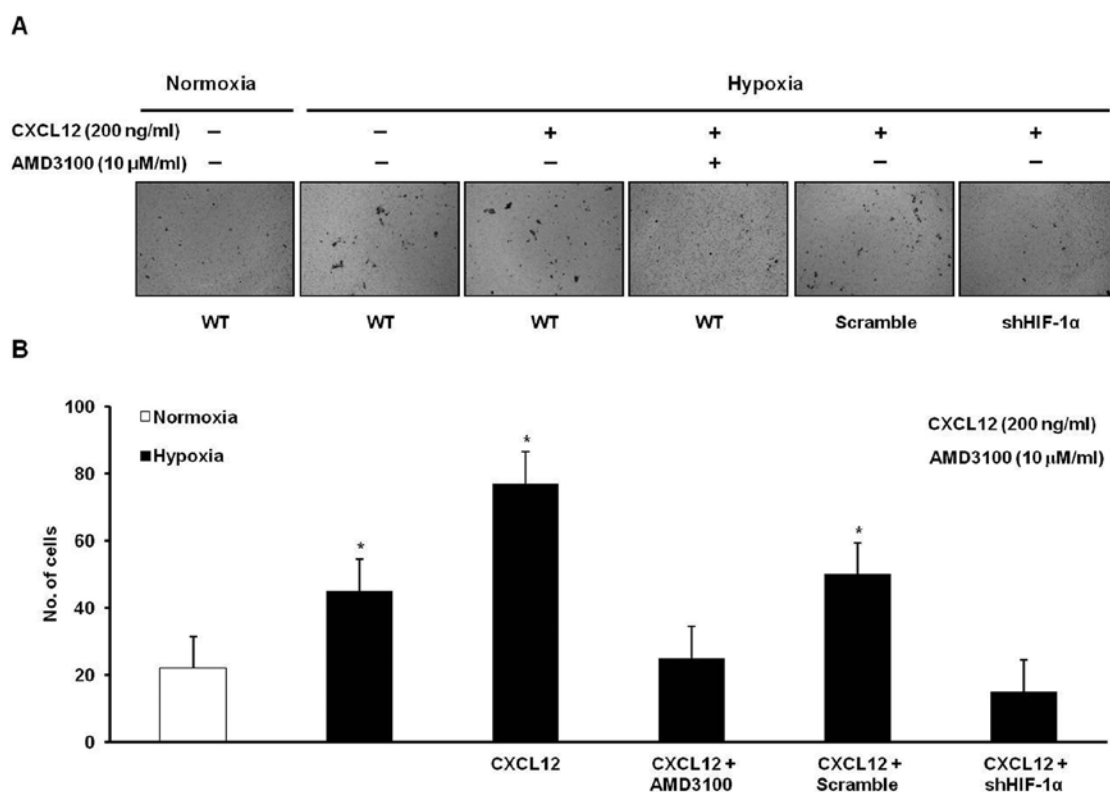 A
Normoxia Hypoxia
CXCL12 (200 ng/ml) – – + + + +
AMD3100 (10 µM/ml) – – – + – –
WT WT WT WT Scramble shHIF-1α
B
100
80
60
40
20
0
No. of cells
Normoxia
Hypoxia
CXCL12 (200 ng/ml)
AMD3100 (10 µM/ml)
* * *
CXCL12 CXCL12 + CXCL12 + CXCL12 +
AMD3100 Scramble shHIF-1α